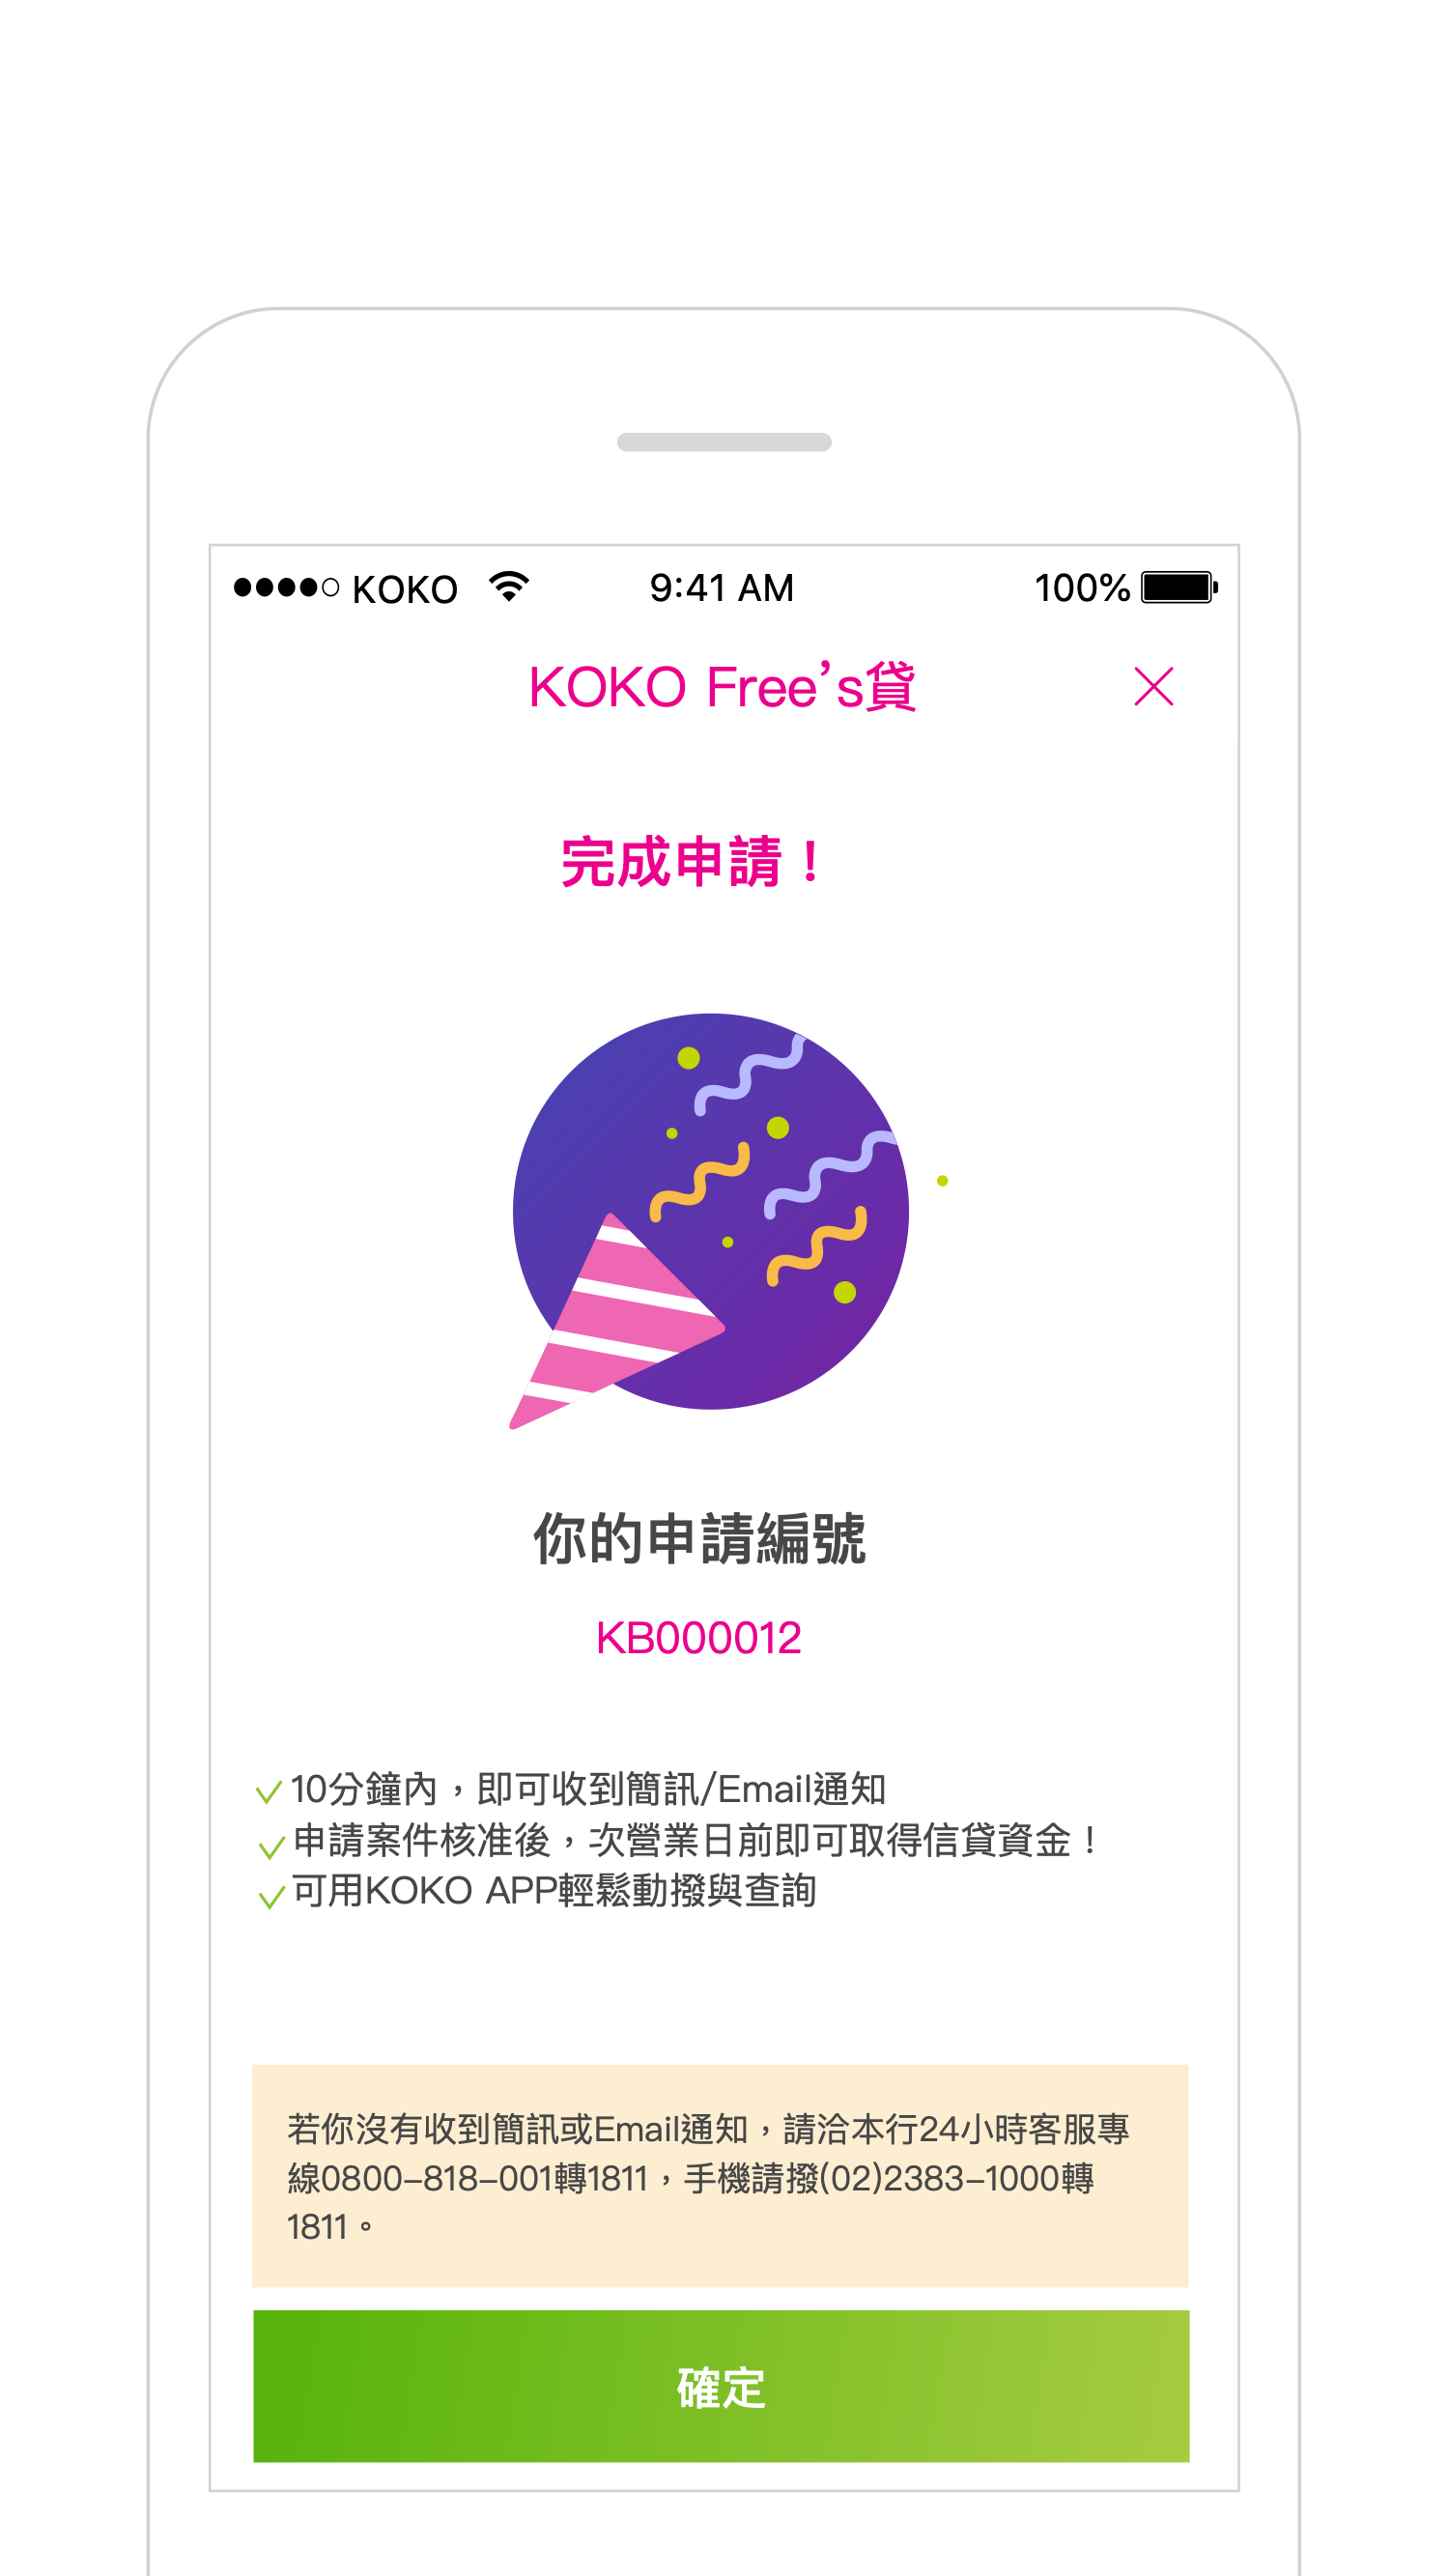 KOKO 9:41 AM 100%
KOKO Free’s貸
完成申請！
你的申請編號
KB000012
10分鐘內，即可收到簡訊/Email通知
申請案件核准後，次營業日前即可取得信貸資金！
可用KOKO APP輕鬆動撥與查詢
若你沒有收到簡訊或Email通知，請洽本行24小時客服專
線0800-818-001轉1811，手機請撥(02)2383-1000轉
1811。
確定